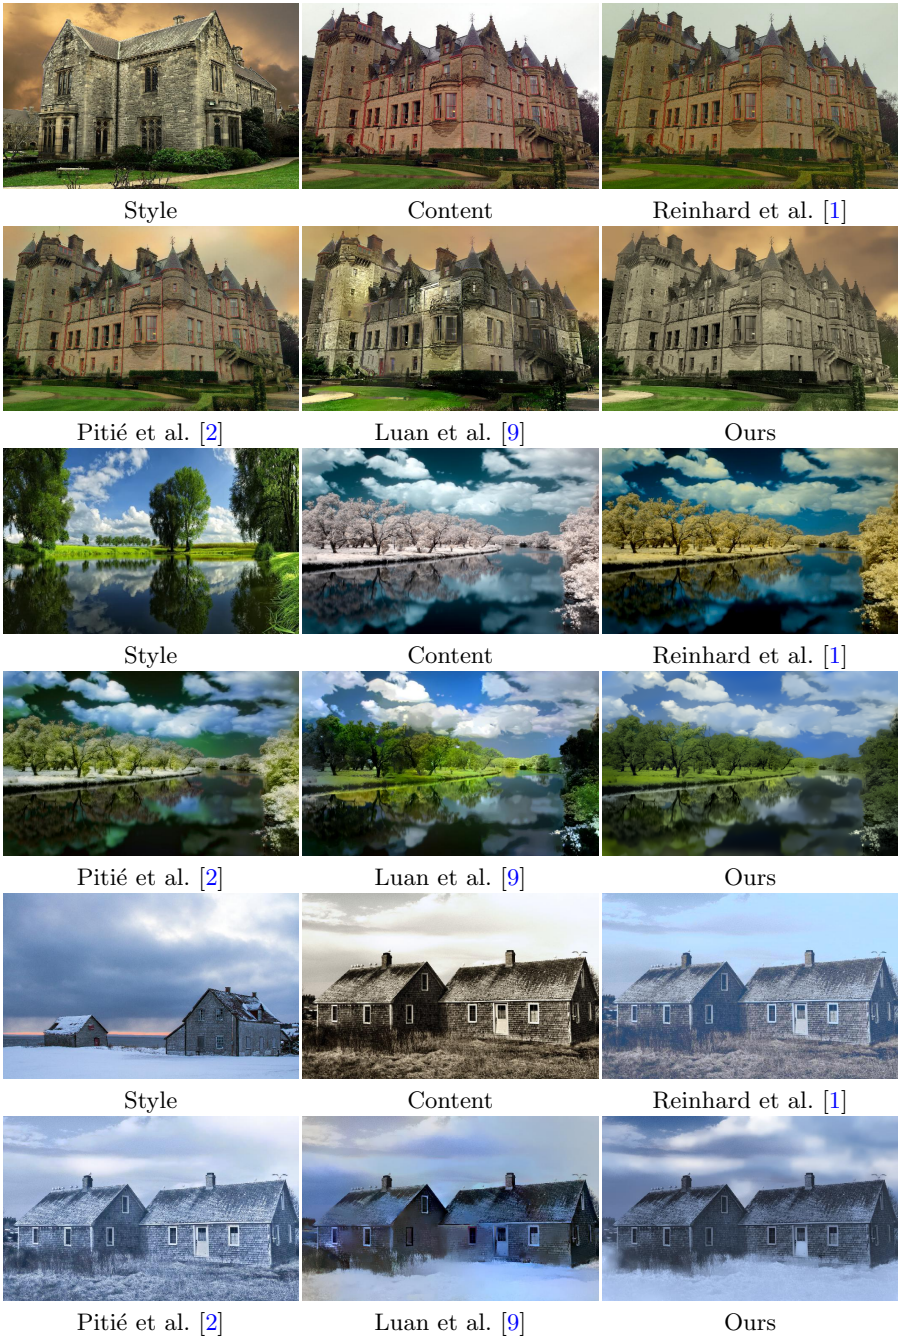 Style Content Reinhard et al. [1]
Pitié et al. [2] Luan et al. [9] Ours
Style Content Reinhard et al. [1]
Pitié et al. [2] Luan et al. [9] Ours
Style Content Reinhard et al. [1]
Pitié et al. [2] Luan et al. [9] Ours